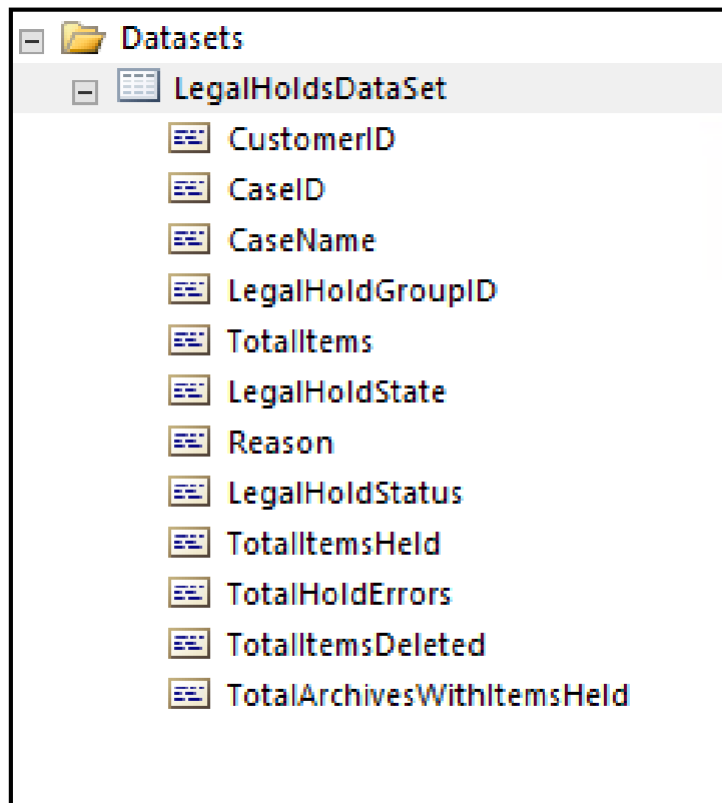 Datasets
LegalHoldsDataSet
CustomerID
CaseID
CaseName
LegalHoldGroupID
TotalItems
LegalHoldState
Reason
LegalHoldStatus
TotalItemsHeld
TotalHoldErrors
TotalItemsDeleted
TotalArchivesWithItemsHeld